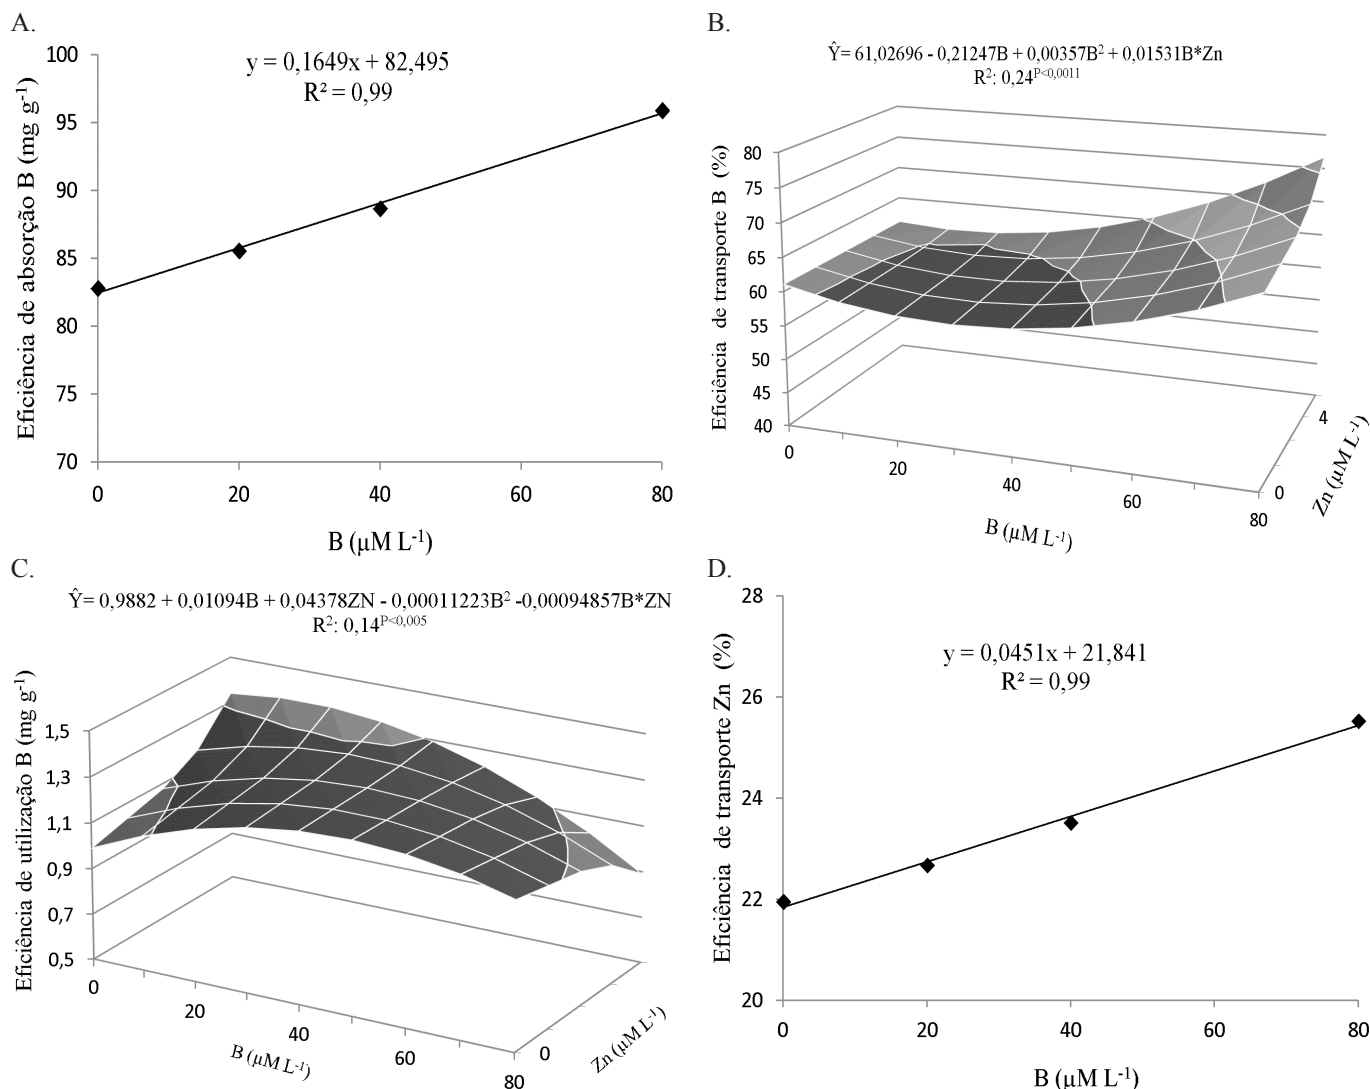 A.
y = 0,1649x + 82,495
R² = 0,99
100
95
90
85
80
75
70
Eficiência de absorção B (mg g⁻¹)
0 20 40 60 80
B (µM L⁻¹)
B.
Ŷ= 61,02696 - 0,21247B + 0,00357B² + 0,01531B*Zn
R²: 0,24ᴾ<0,0011
80
75
70
65
60
55
50
45
40
Eficiência de transporte B (%)
0 20 40 60 80
B (µM L⁻¹)
0 4
Zn (µM L⁻¹)
C.
Ŷ= 0,9882 + 0,01094B + 0,04378ZN - 0,00011223B² -0,00094857B*ZN
R²: 0,14ᴾ<0,005
1,5
1,3
1,1
0,9
0,7
0,5
Eficiência de utilização B (mg g⁻¹)
0 20 40 60 80
B (µM L⁻¹)
0
Zn (µM L⁻¹)
D.
y = 0,0451x + 21,841
R² = 0,99
28
26
24
22
20
Eficiência de transporte Zn (%)
0 20 40 60 80
B (µM L⁻¹)